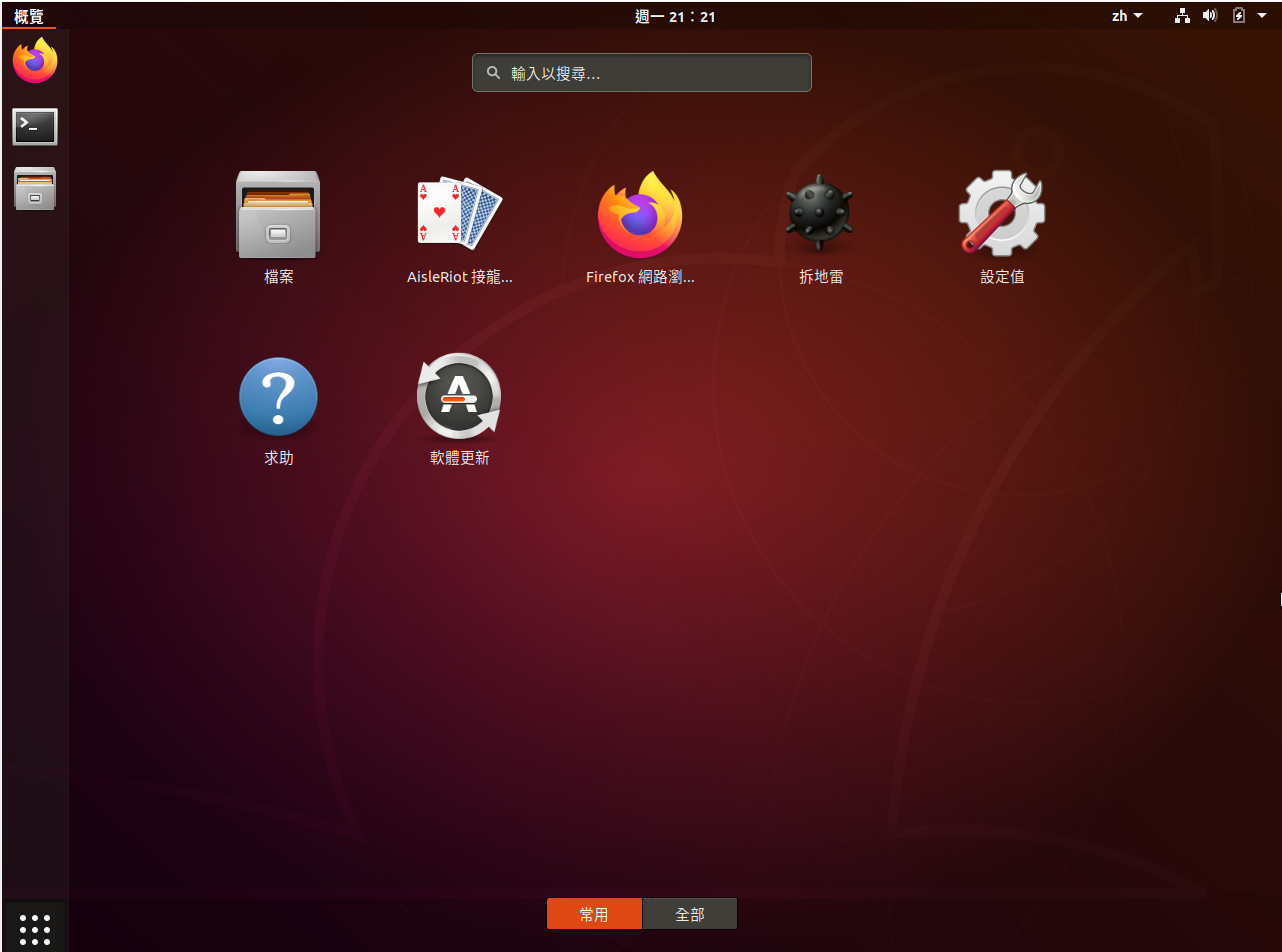 概覽
週一 21：21
zh
輸入以搜尋...
檔案
AisleRiot 接龍...
Firefox 網路瀏...
拆地雷
設定值
求助
軟體更新
常用
全部